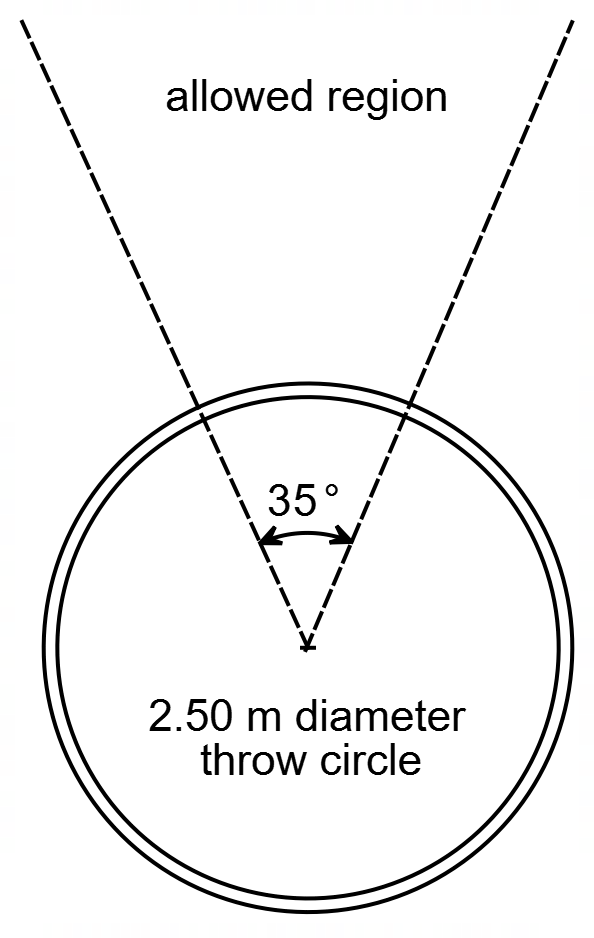 allowed region
35°
2.50 m diameter
throw circle